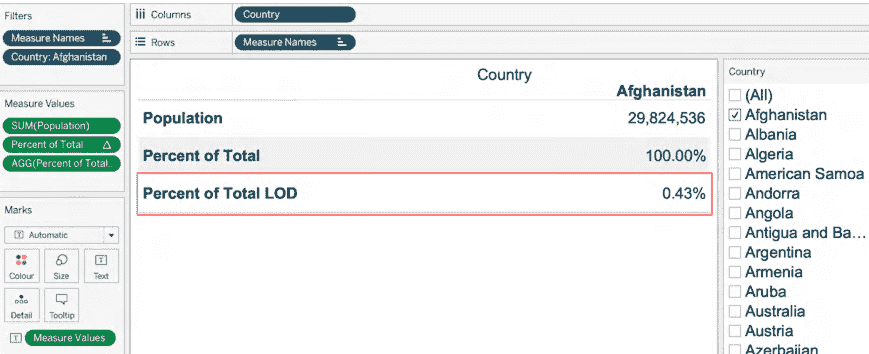 Filters
Measure Names
Country: Afghanistan
Measure Values
SUM(Population)
Percent of Total
AGG(Percent of Total..
Marks
Automatic
Colour
Size
Text
Detail
Tooltip
Measure Values
Columns
Country
Rows
Measure Names
Country
Afghanistan
Population 29,824,536
Percent of Total 100.00%
Percent of Total LOD 0.43%
Country
(All)
Afghanistan
Albania
Algeria
American Samoa
Andorra
Angola
Antigua and Ba...
Argentina
Armenia
Aruba
Australia
Austria
Azerbaijan